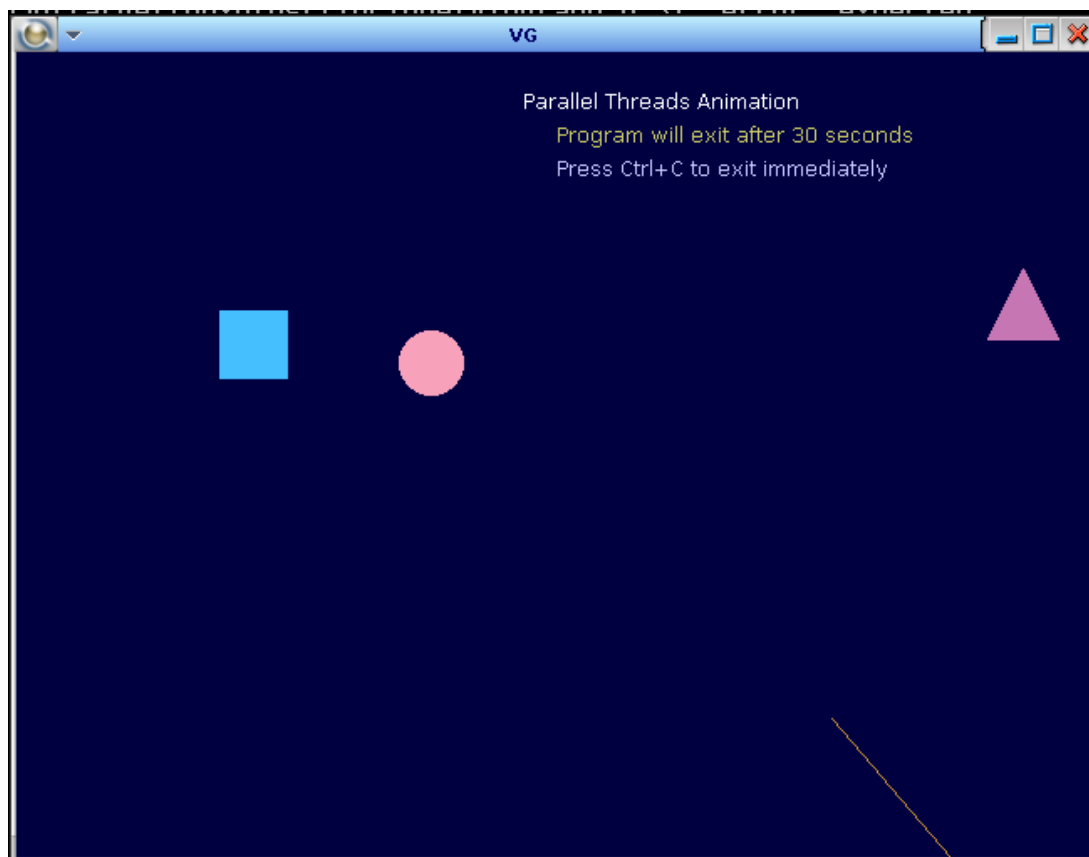 VG
Parallel Threads Animation
Program will exit after 30 seconds
Press Ctrl+C to exit immediately